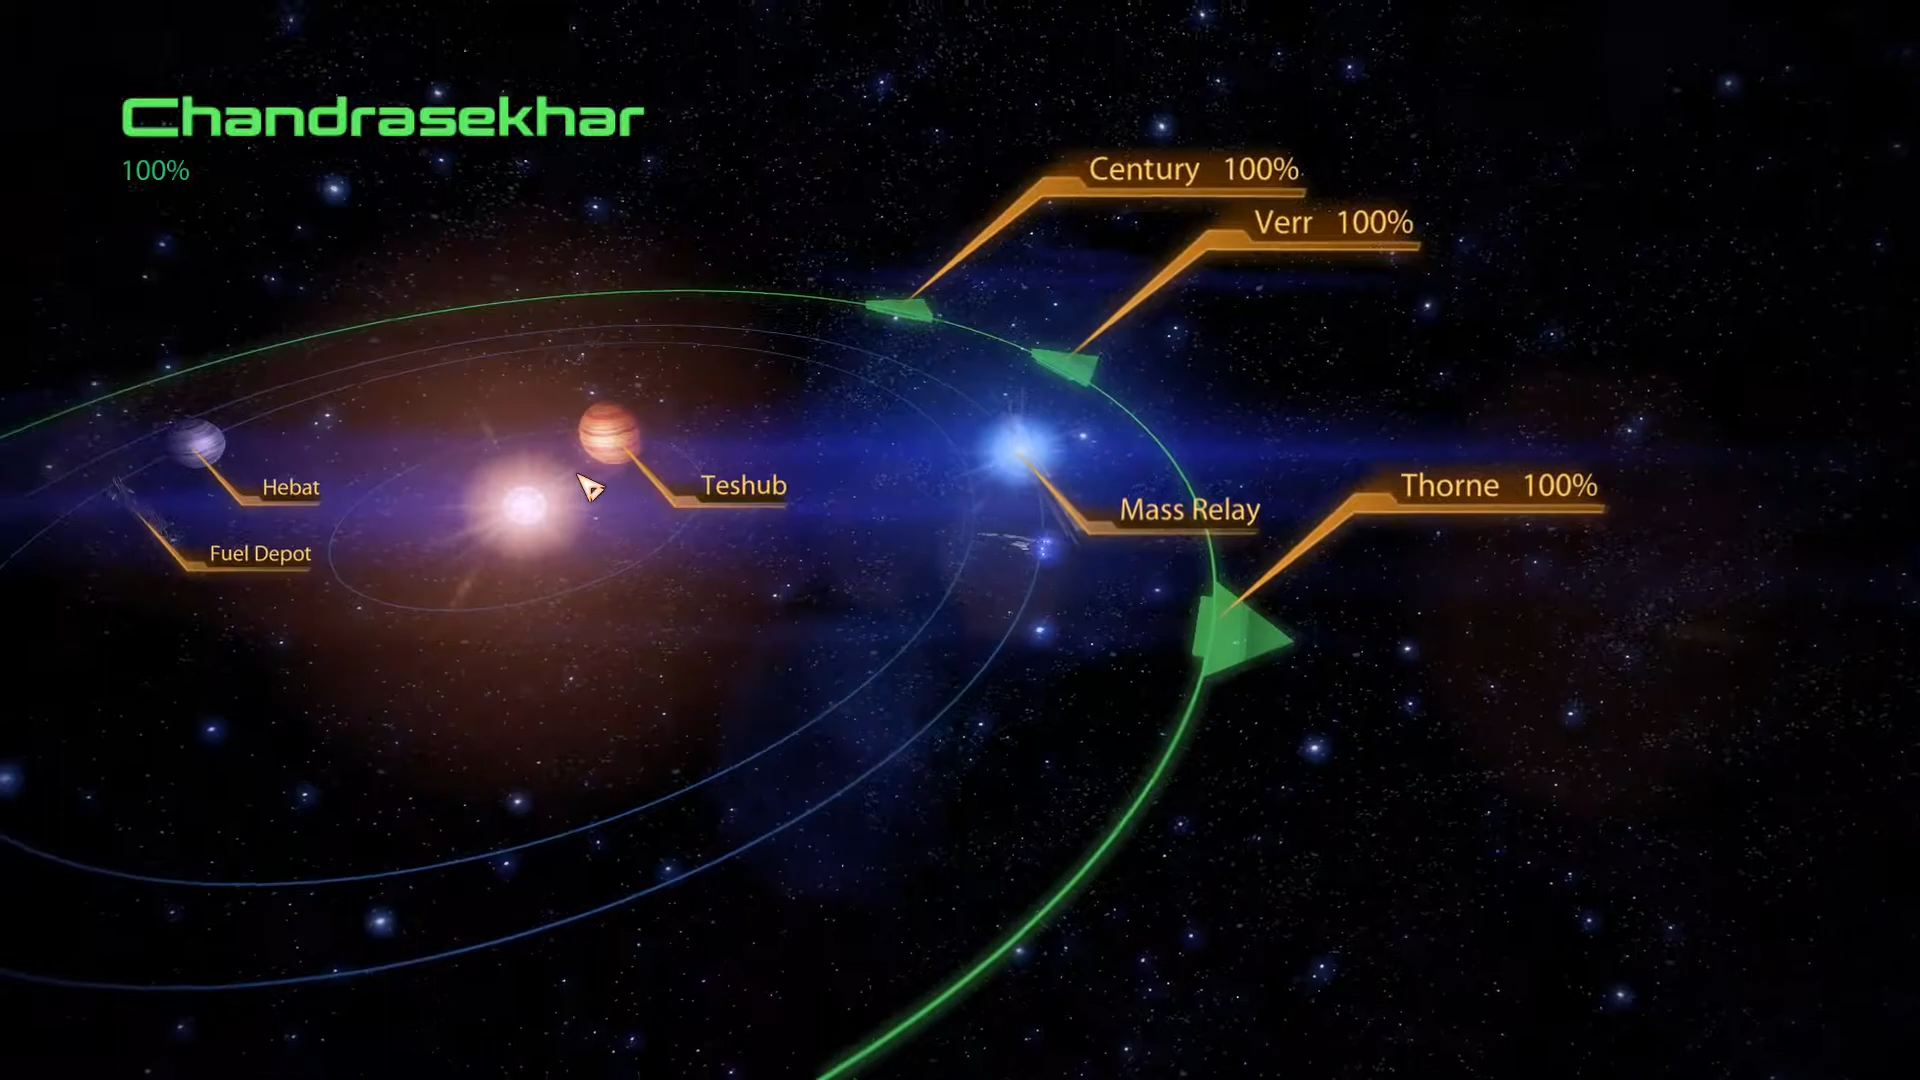 Chandrasekhar
100%
Century 100%
Verr 100%
Hebat
Teshub
Thorne 100%
Mass Relay
Fuel Depot